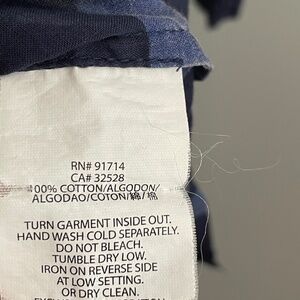 RN# 91714
CA# 32528
100% COTTON/ALGODON/
ALGODAO/COTON/綿/棉
TURN GARMENT INSIDE OUT.
HAND WASH COLD SEPARATELY.
DO NOT BLEACH.
TUMBLE DRY LOW.
IRON ON REVERSE SIDE
AT LOW SETTING.
OR DRY CLEAN.